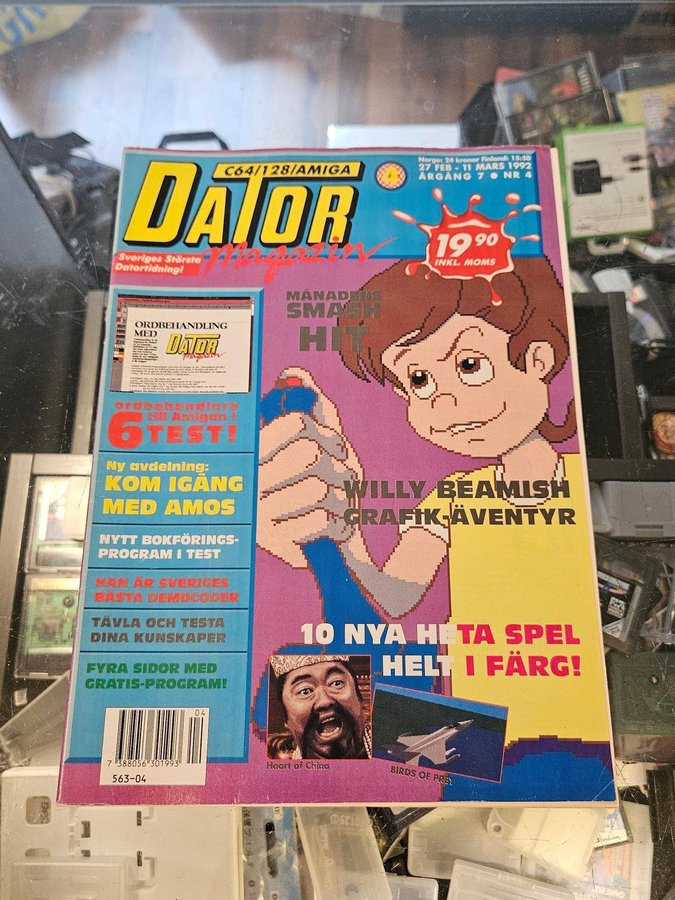 C64/128/AMIGA
DATOR
Magazin
Sveriges Största
Datortidning!
4
Norge: 24 kronor Finland: 15:50
27 FEB - 11 MARS 1992
ÅRGÅNG 7 ● NR 4
19 90
INKL. MOMS
MÅNADENS
SMASH
HIT
ORDBEHANDLING
MED
DATOR
Magazin
ordbehandlare
till Amigan i
6 TEST!
Ny avdelning:
KOM IGÅNG
MED AMOS
NYTT BOKFÖRINGS-
PROGRAM I TEST
HAN ÄR SVERIGES
BÄSTA DEMOCODER
TÄVLA OCH TESTA
DINA KUNSKAPER
FYRA SIDOR MED
GRATIS-PROGRAM!
WILLY BEAMISH
GRAFIK-ÄVENTYR
10 NYA HETA SPEL
HELT I FÄRG!
Heart of China
BIRDS OF PREY
04
7 388056 301993
563-04